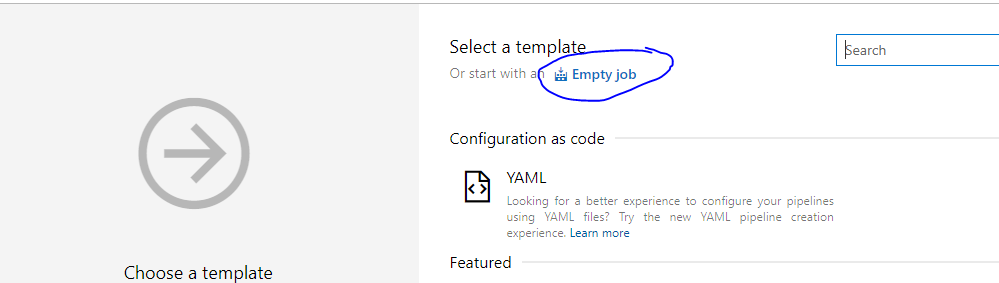 Select a template
Search
Or start with an Empty job
Configuration as code
YAML
Looking for a better experience to configure your pipelines
using YAML files? Try the new YAML pipeline creation
experience. Learn more
Choose a template
Featured